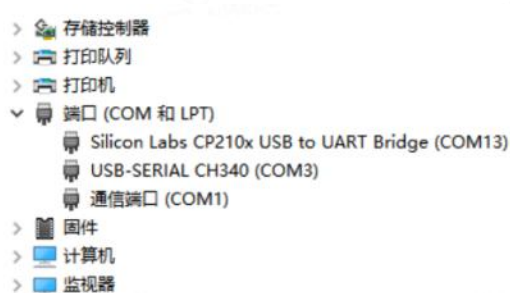 存储控制器
打印队列
打印机
端口 (COM 和 LPT)
Silicon Labs CP210x USB to UART Bridge (COM13)
USB-SERIAL CH340 (COM3)
通信端口 (COM1)
固件
计算机
监视器